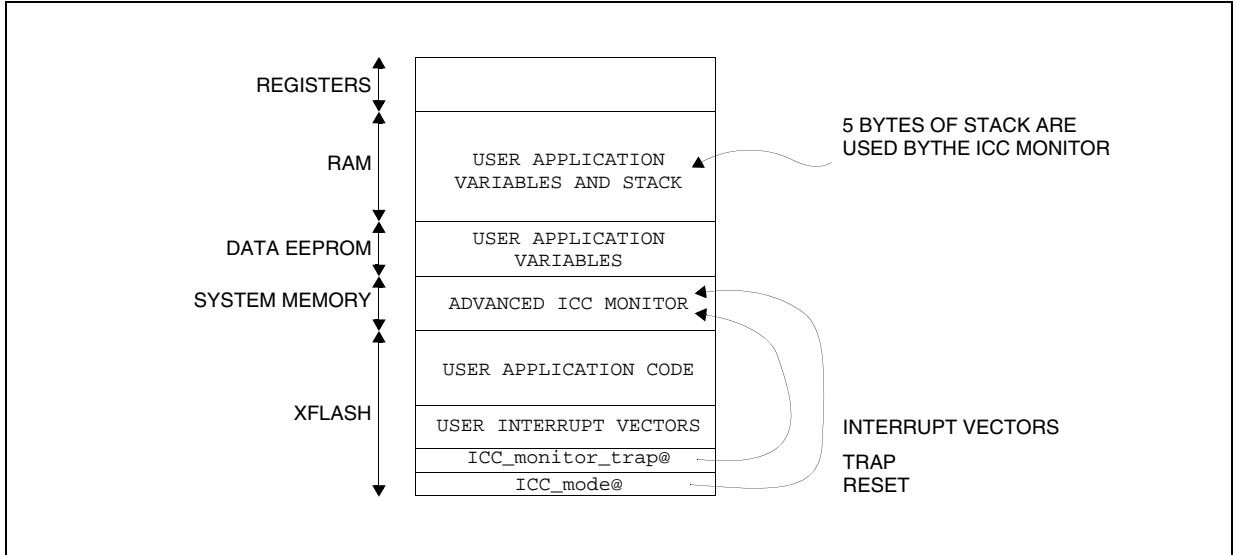 REGISTERS
5 BYTES OF STACK ARE
USED BYTHE ICC MONITOR
RAM
USER APPLICATION
VARIABLES AND STACK
DATA EEPROM
USER APPLICATION
VARIABLES
SYSTEM MEMORY
ADVANCED ICC MONITOR
USER APPLICATION CODE
XFLASH
USER INTERRUPT VECTORS
INTERRUPT VECTORS
ICC_monitor_trap@
TRAP
ICC_mode@
RESET